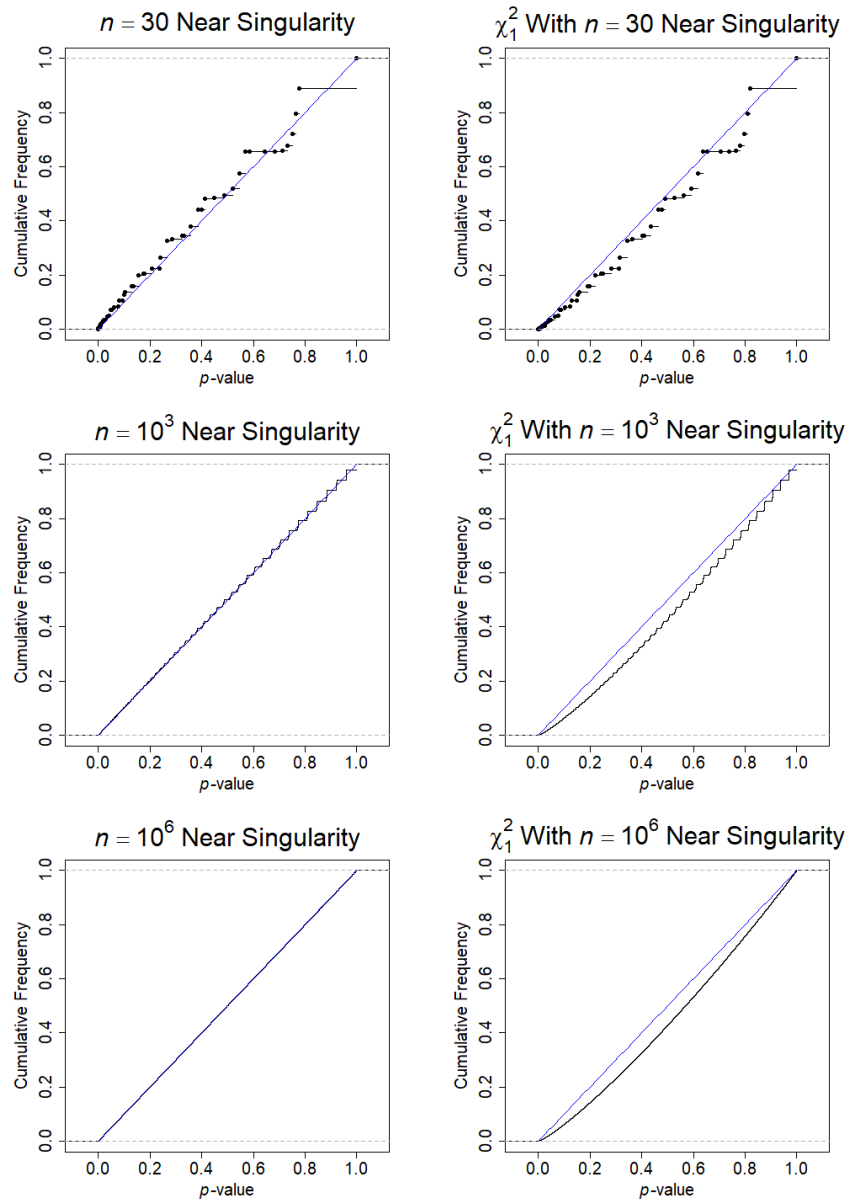 n = 30 Near Singularity
1.0
0.8
0.6
0.4
0.2
0.0
Cumulative Frequency
0.0 0.2 0.4 0.6 0.8 1.0
p-value
χ²₁ With n = 30 Near Singularity
1.0
0.8
0.6
0.4
0.2
0.0
Cumulative Frequency
0.0 0.2 0.4 0.6 0.8 1.0
p-value
n = 10³ Near Singularity
1.0
0.8
0.6
0.4
0.2
0.0
Cumulative Frequency
0.0 0.2 0.4 0.6 0.8 1.0
p-value
χ²₁ With n = 10³ Near Singularity
1.0
0.8
0.6
0.4
0.2
0.0
Cumulative Frequency
0.0 0.2 0.4 0.6 0.8 1.0
p-value
n = 10⁶ Near Singularity
1.0
0.8
0.6
0.4
0.2
0.0
Cumulative Frequency
0.0 0.2 0.4 0.6 0.8 1.0
p-value
χ²₁ With n = 10⁶ Near Singularity
1.0
0.8
0.6
0.4
0.2
0.0
Cumulative Frequency
0.0 0.2 0.4 0.6 0.8 1.0
p-value